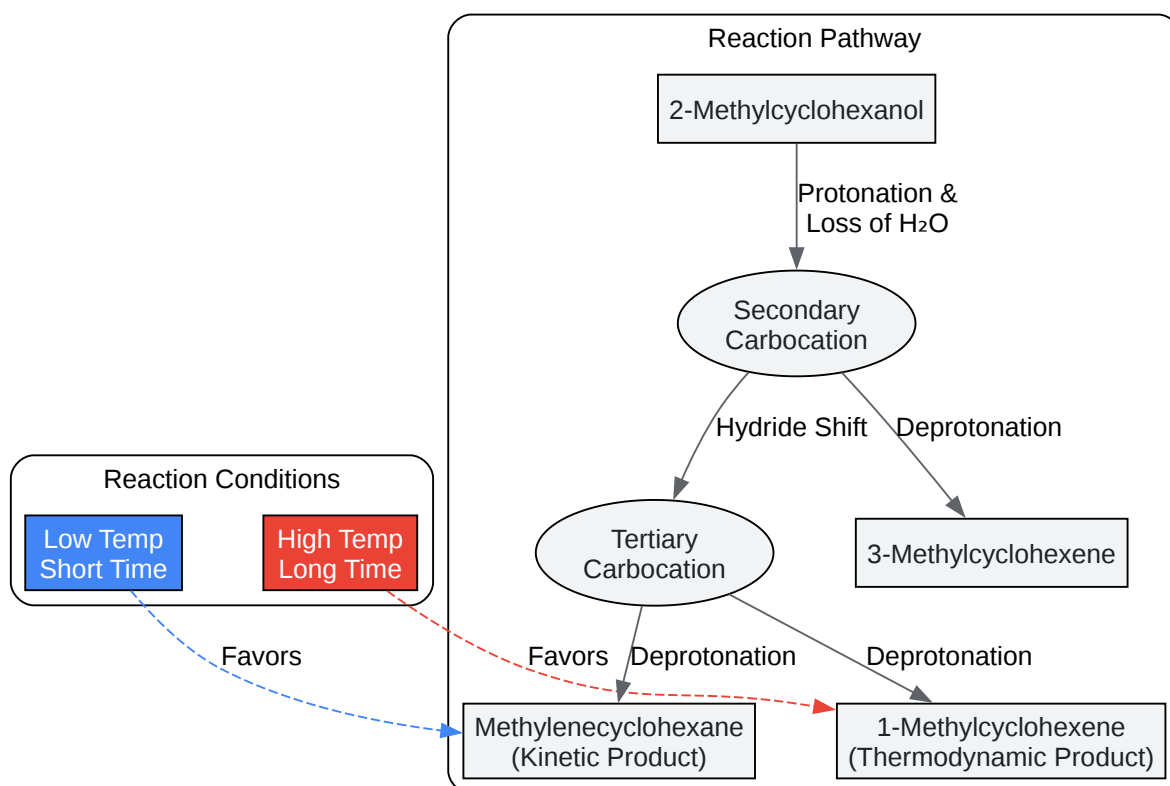 Reaction Pathway
2-Methylcyclohexanol
Protonation &
Loss of H₂O
Secondary
Carbocation
Hydride Shift
Deprotonation
Reaction Conditions
Low Temp
Short Time
High Temp
Long Time
Tertiary
Carbocation
3-Methylcyclohexene
Favors
Favors
Deprotonation
Deprotonation
Methylenecyclohexane
(Kinetic Product)
1-Methylcyclohexene
(Thermodynamic Product)